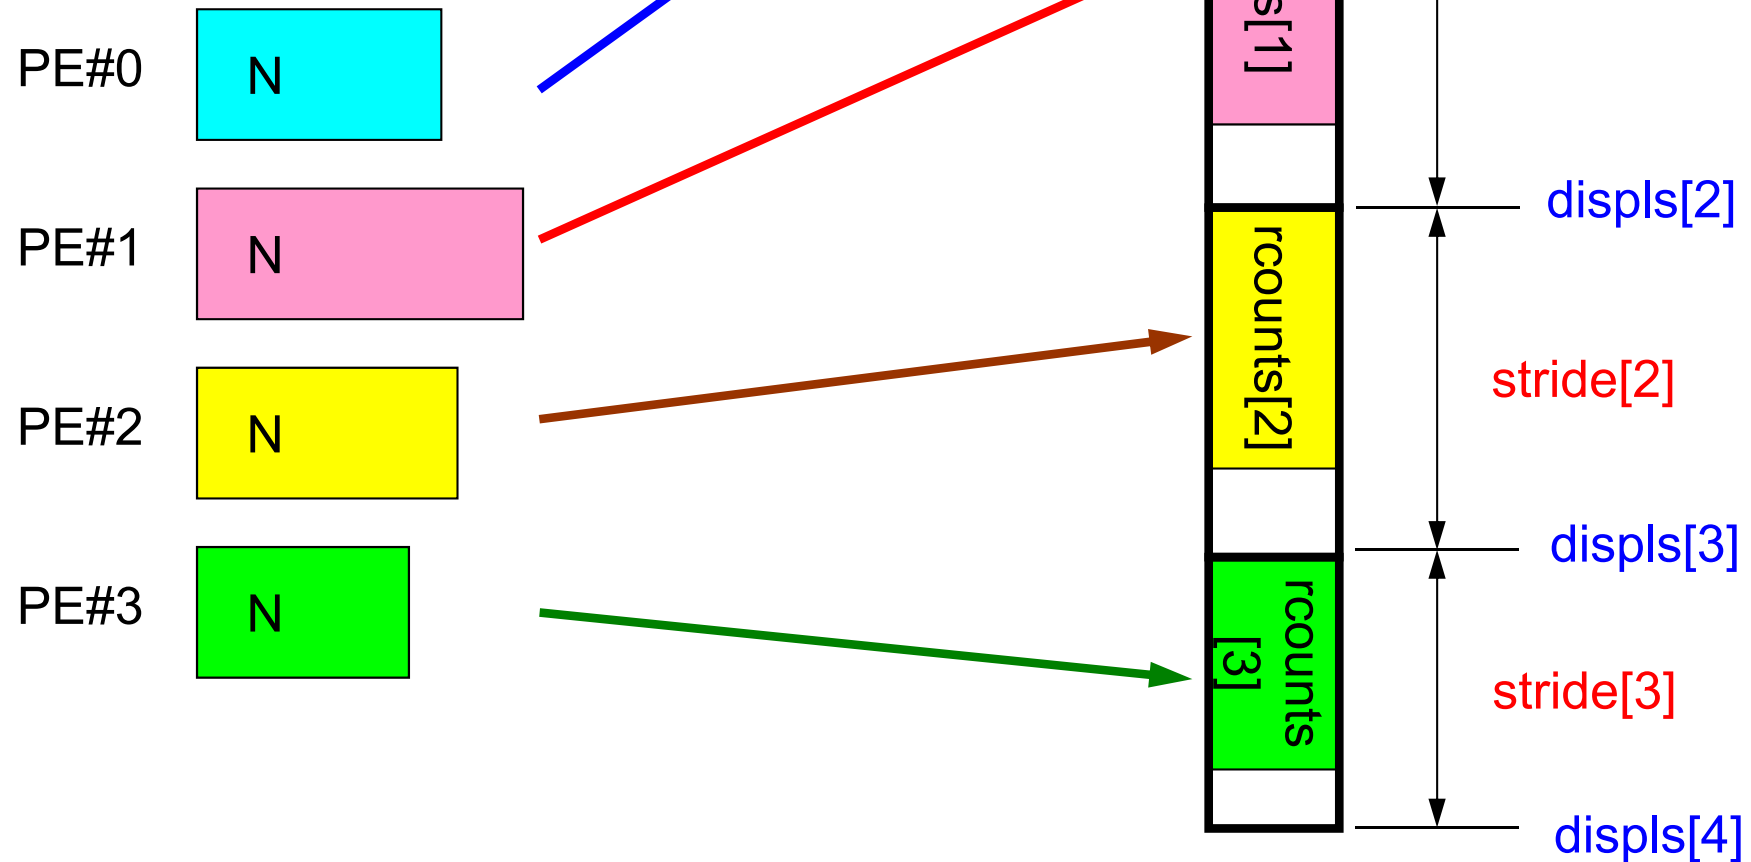 PE#0
N
PE#1
N
PE#2
N
PE#3
N
s[1]
rcounts[2]
rcounts
[3]
displs[2]
stride[2]
displs[3]
stride[3]
displs[4]